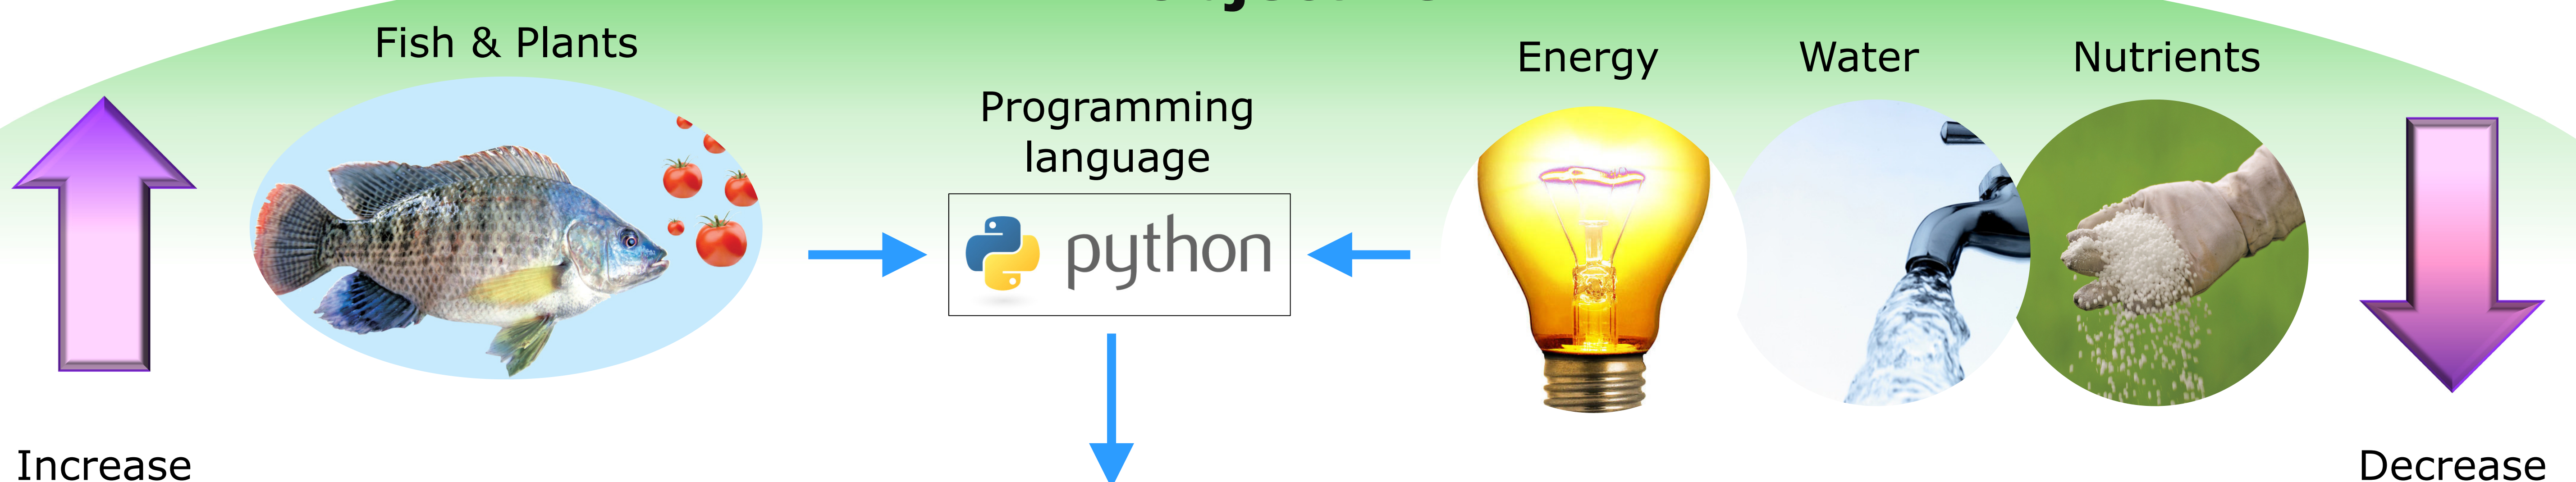 Fish & Plants
Energy
Water
Nutrients
Programming
language
python
Increase
Decrease